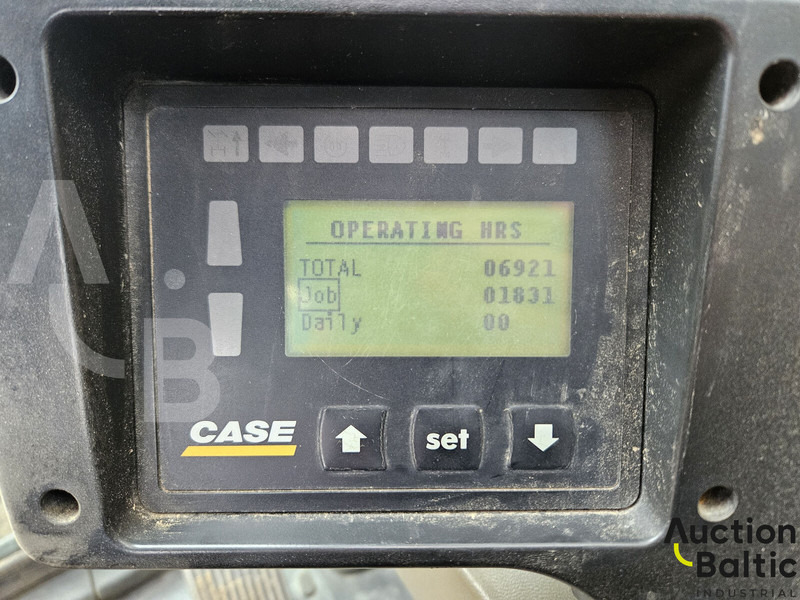 OPERATING HRS
TOTAL 06921
Job 01831
Daily 00
CASE
set
A.B
Auction
Baltic
INDUSTRIAL